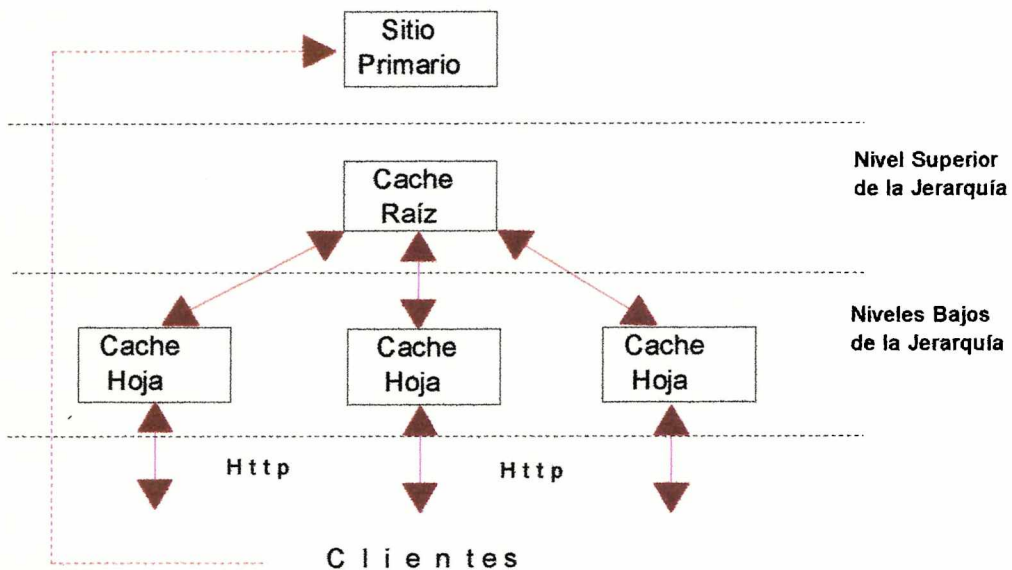 Sitio
Primario
Nivel Superior
de la Jerarquía
Cache
Raíz
Niveles Bajos
de la Jerarquía
Cache
Hoja
Cache
Hoja
Cache
Hoja
Http
Http
Clientes